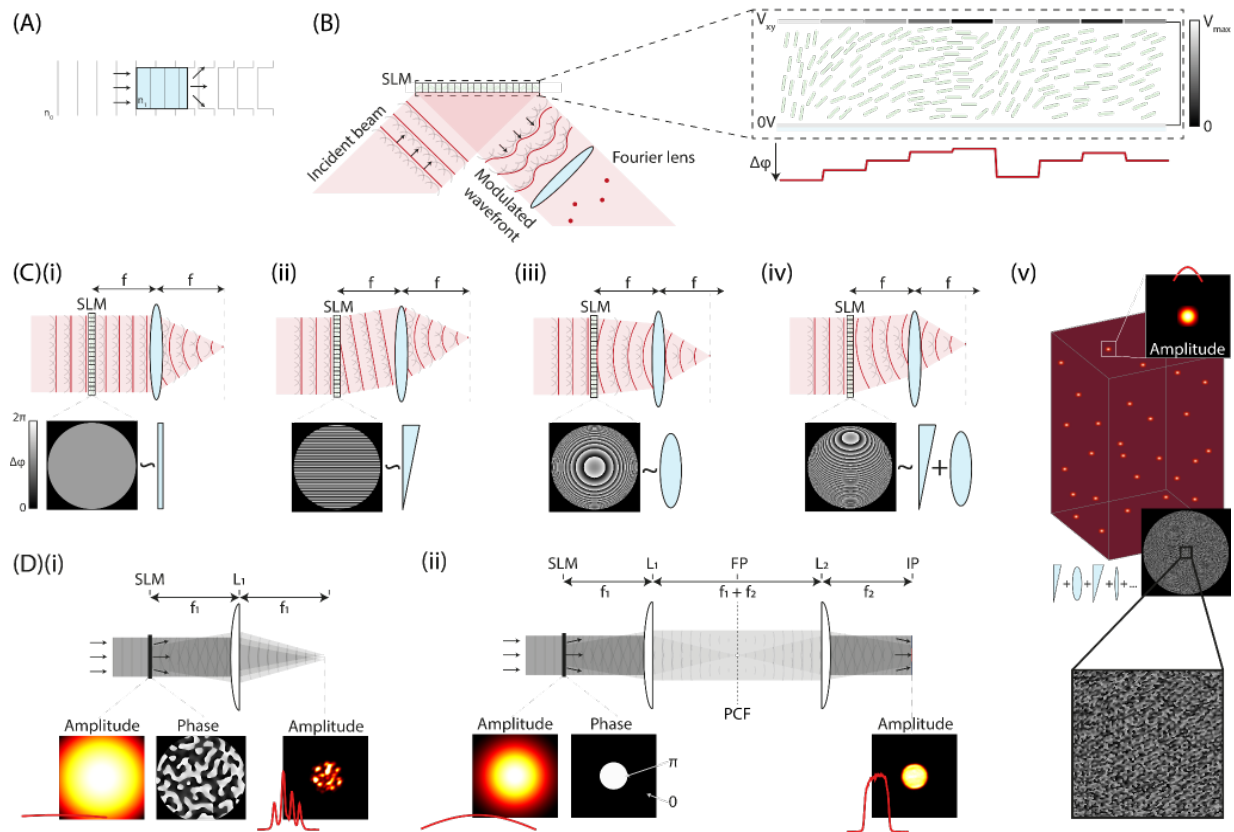 (A)
n₀
n₁
(B)
SLM
Incident beam
Modulated
wavefront
Fourier lens
Vxy
0V
Vmax
0
Δφ
(C)(i)
f
f
SLM
2π
Δφ
0
~
(ii)
f
f
SLM
~
(iii)
f
f
SLM
~
(iv)
f
f
SLM
~
+
(v)
Amplitude
+ + + + ...
(D)(i)
SLM
L₁
f₁
f₁
Amplitude
Phase
Amplitude
(ii)
SLM
L₁
FP
L₂
IP
f₁
f₁ + f₂
f₂
PCF
Amplitude
Phase
π
0
Amplitude